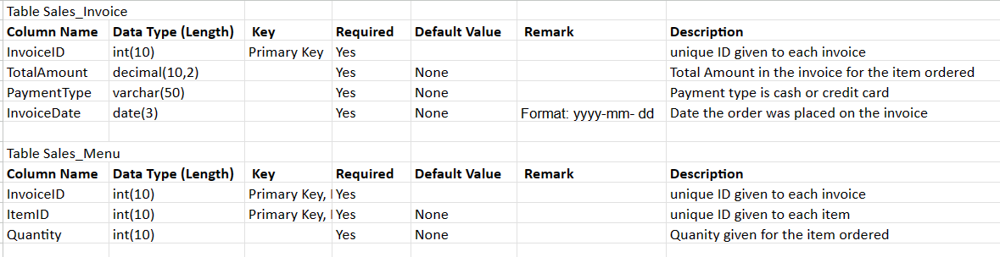 Table Sales_Invoice
Column Name Data Type (Length) Key Required Default Value Remark Description
InvoiceID int(10) Primary Key Yes unique ID given to each invoice
TotalAmount decimal(10,2) Yes None Total Amount in the invoice for the item ordered
PaymentType varchar(50) Yes None Payment type is cash or credit card
InvoiceDate date(3) Yes None Format: yyyy-mm- dd Date the order was placed on the invoice
Table Sales_Menu
Column Name Data Type (Length) Key Required Default Value Remark Description
InvoiceID int(10) Primary Key, Yes unique ID given to each invoice
ItemID int(10) Primary Key, Yes None unique ID given to each item
Quantity int(10) Yes None Quanity given for the item ordered